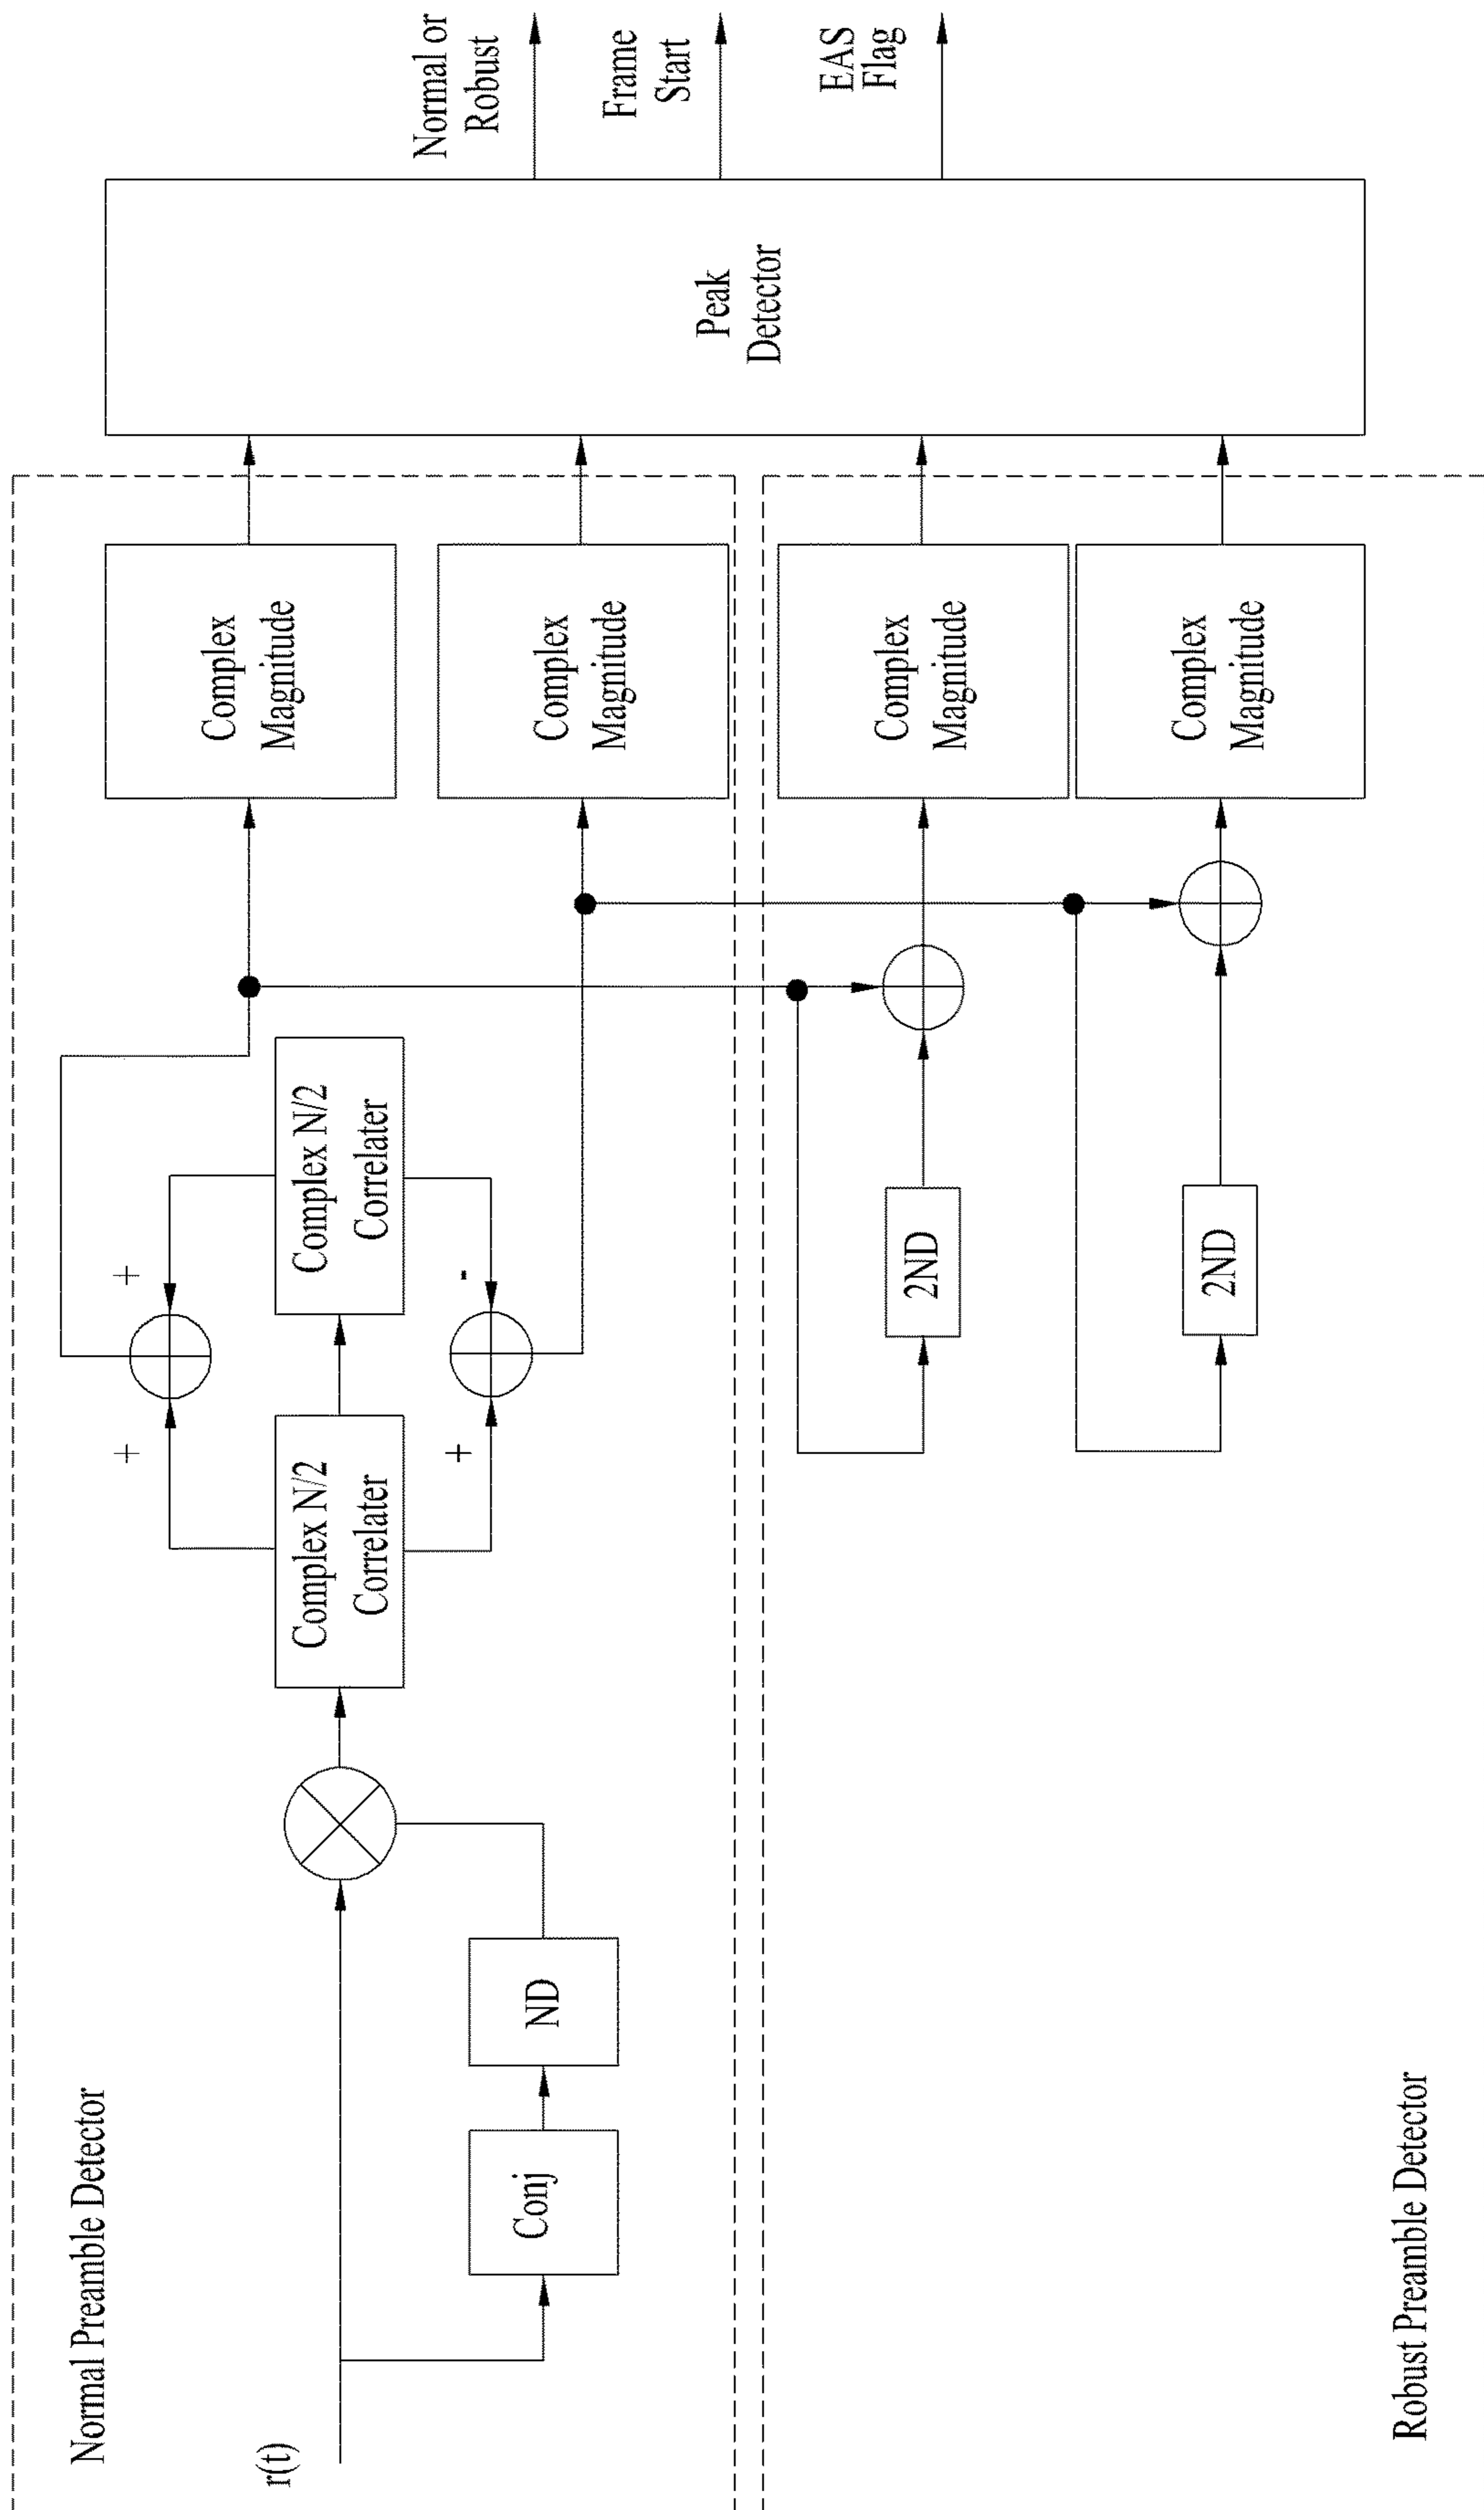 Normal Preamble Detector
r(t)
Conj
ND
Complex N/2
Correlater
Complex N/2
Correlater
+
+
+
-
Complex
Magnitude
Complex
Magnitude
Peak
Detector
Normal or
Robust
Frame
Start
EAS
Flag
Robust Preamble Detector
2ND
2ND
Complex
Magnitude
Complex
Magnitude